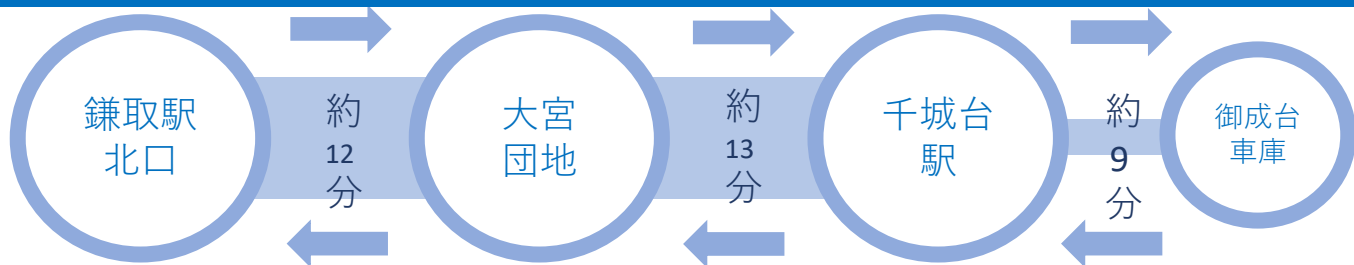 鎌取駅
北口
約
12
分
大宮
団地
約
13
分
千城台
駅
約
9
分
御成台
車庫